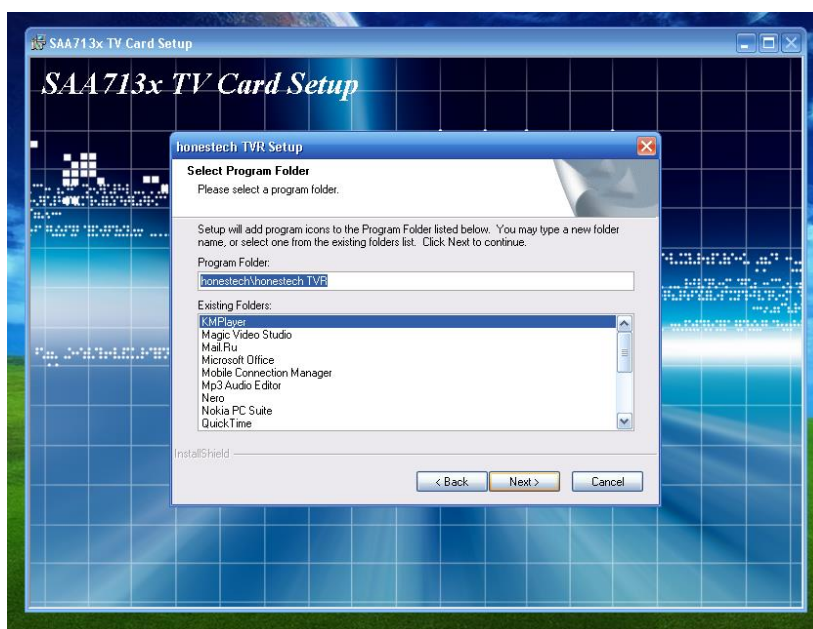 SAA713x TV Card Setup
SAA713x TV Card Setup
honestech TVR Setup
Select Program Folder
Please select a program folder.
Setup will add program icons to the Program Folder listed below. You may type a new folder
name, or select one from the existing folders list. Click Next to continue.
Program Folder:
honestech\honestech TVR
Existing Folders:
KMPlayer
Magic Video Studio
Mail.Ru
Microsoft Office
Mobile Connection Manager
Mp3 Audio Editor
Nero
Nokia PC Suite
QuickTime
InstallShield
< Back Next > Cancel